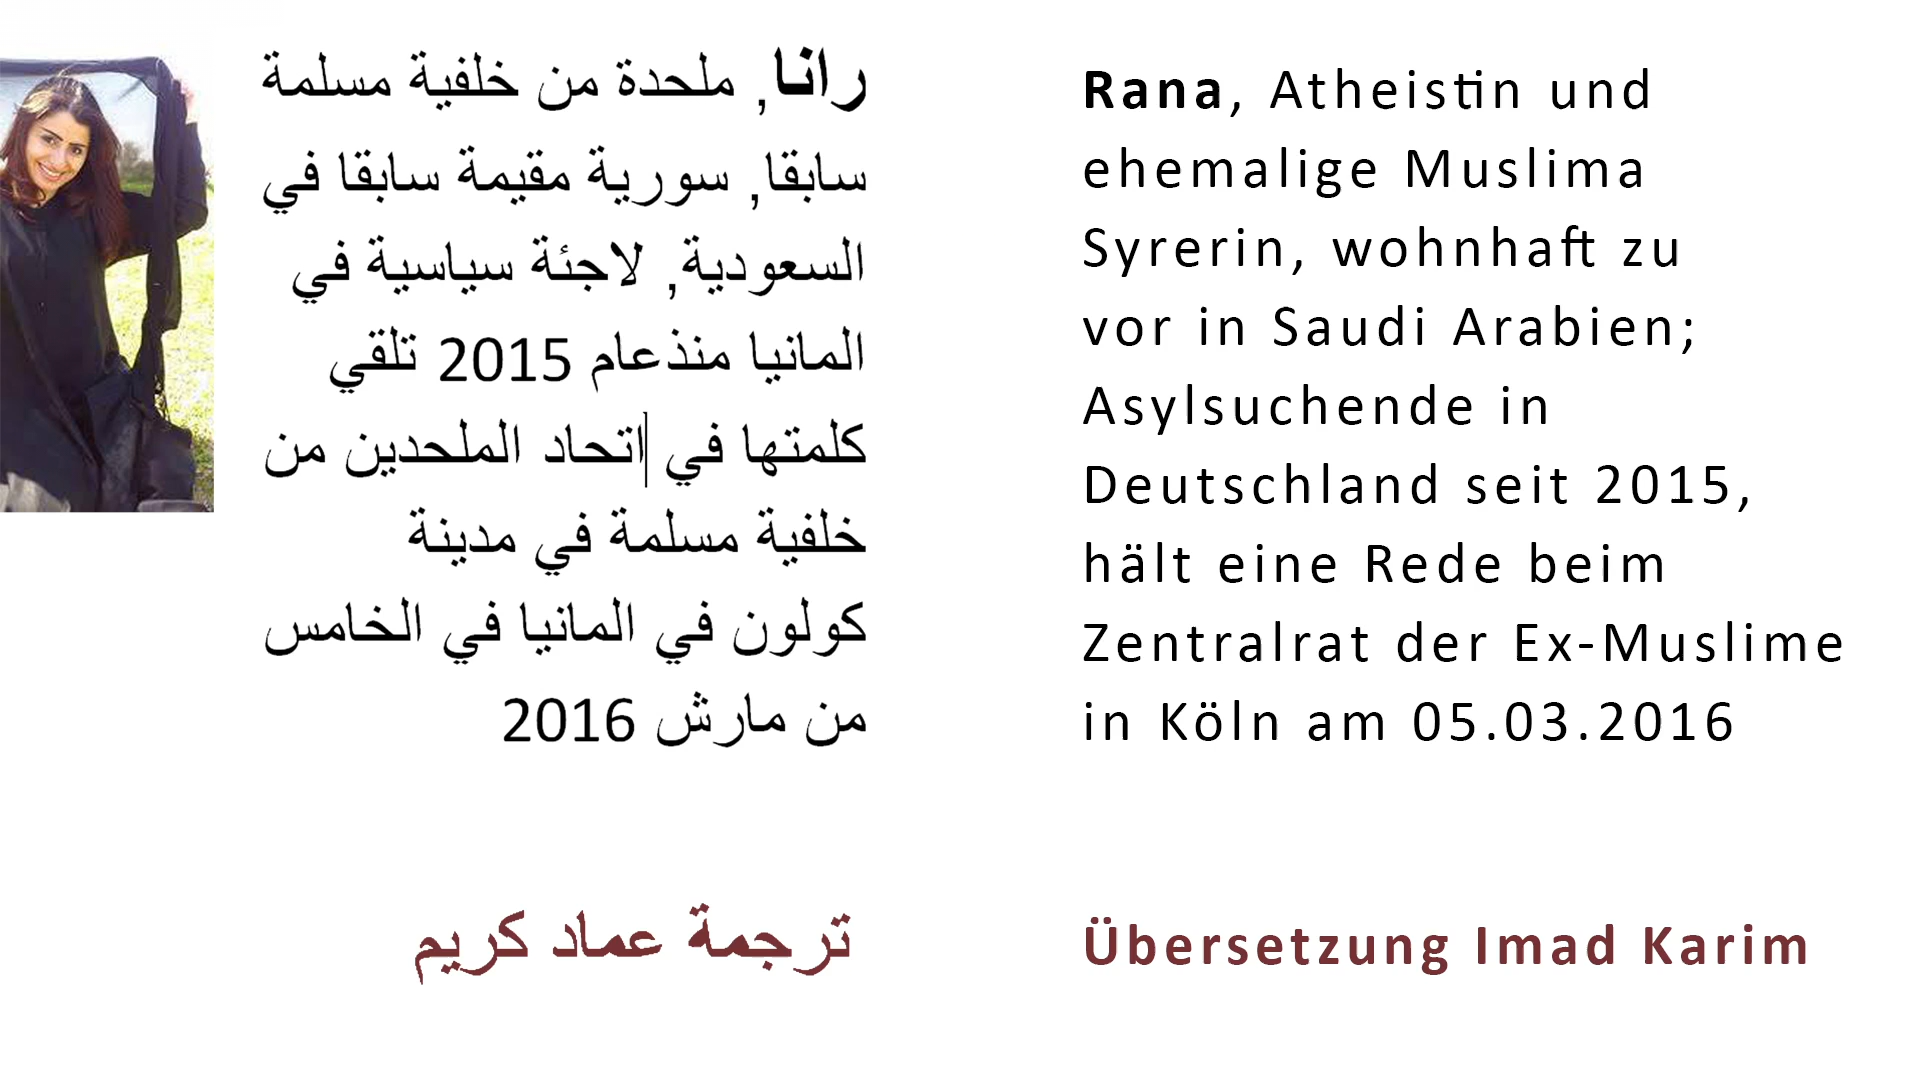 رانا, ملحدة من خلفية مسلمة
سابقا, سورية مقيمة سابقا في
السعودية, لاجئة سياسية في
المانيا منذعام 2015 تلقي
كلمتها في اتحاد الملحدين من
خلفية مسلمة في مدينة
كولون في المانيا في الخامس
من مارش 2016
ترجمة عماد كريم
Rana, Atheistin und
ehemalige Muslima
Syrerin, wohnhaft zu
vor in Saudi Arabien;
Asylsuchende in
Deutschland seit 2015,
hält eine Rede beim
Zentralrat der Ex-Muslime
in Köln am 05.03.2016
Übersetzung Imad Karim